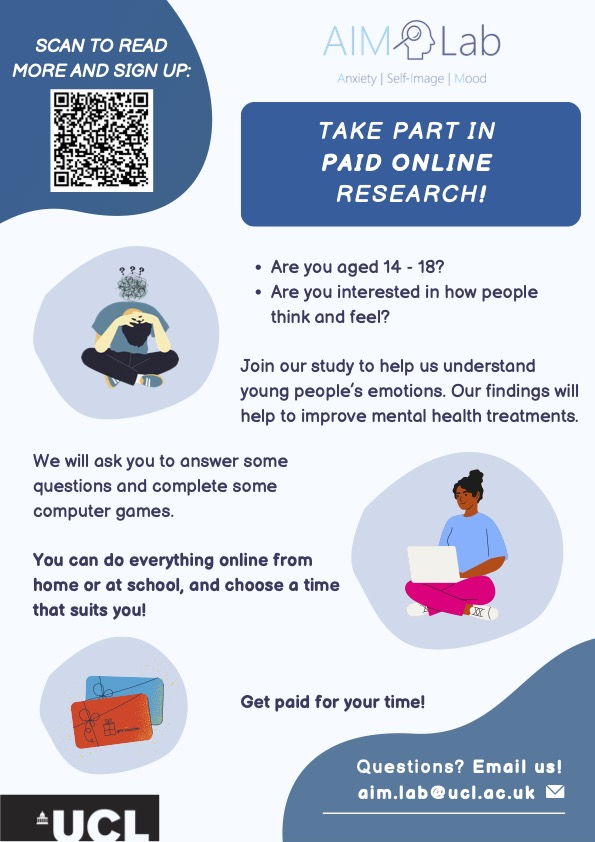 SCAN TO READ
MORE AND SIGN UP:
AIM Lab
Anxiety | Self-Image | Mood
TAKE PART IN
PAID ONLINE
RESEARCH!
• Are you aged 14 - 18?
• Are you interested in how people
think and feel?
Join our study to help us understand
young people’s emotions. Our findings will
help to improve mental health treatments.
? ? ?
We will ask you to answer some
questions and complete some
computer games.
You can do everything online from
home or at school, and choose a time
that suits you!
gift voucher
Get paid for your time!
Questions? Email us!
aim.lab@ucl.ac.uk
UCL